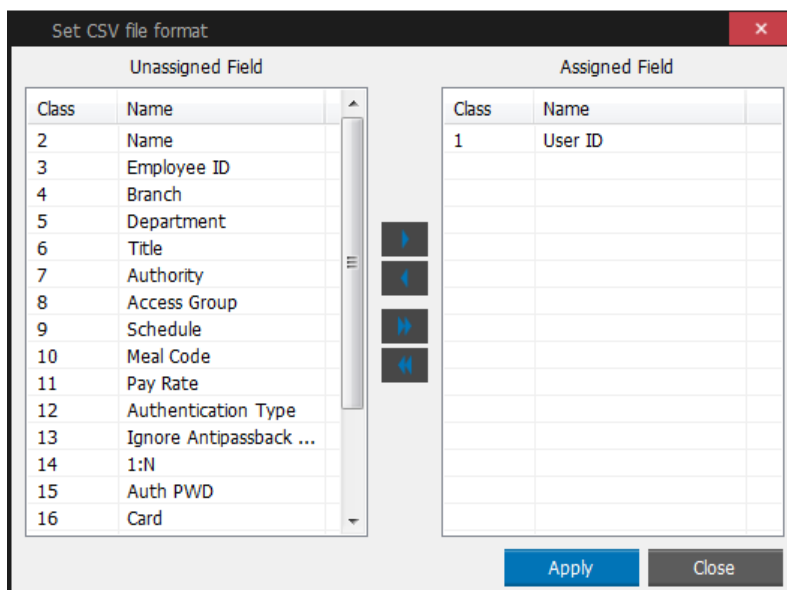 Set CSV file format
Unassigned Field
Class Name
2 Name
3 Employee ID
4 Branch
5 Department
6 Title
7 Authority
8 Access Group
9 Schedule
10 Meal Code
11 Pay Rate
12 Authentication Type
13 Ignore Antipassback ...
14 1:N
15 Auth PWD
16 Card
Assigned Field
Class Name
1 User ID
Apply Close